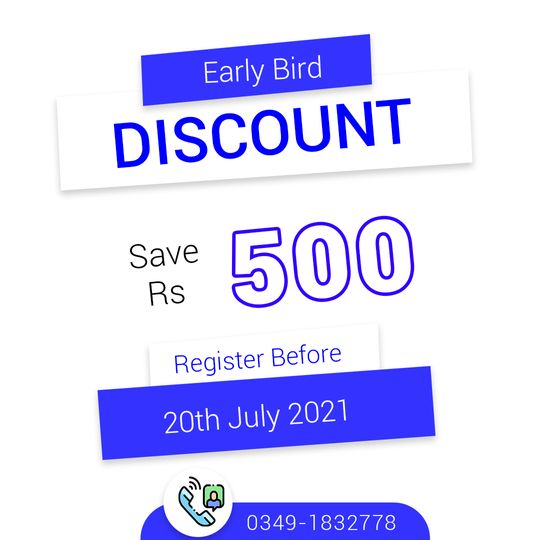 Early Bird
DISCOUNT
Save
Rs
500
Register Before
20th July 2021
0349-1832778